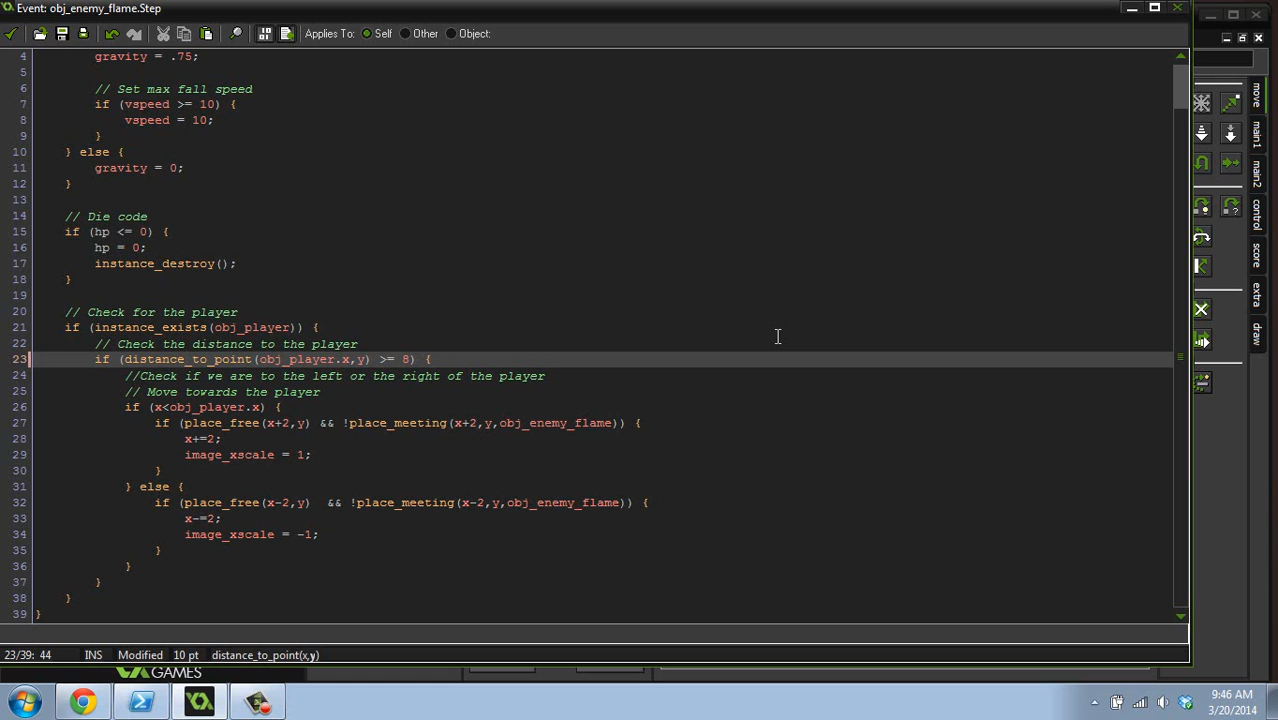 Event: obj_enemy_flame.Step
Applies To: Self Other Object:
4 gravity = .75;
5
6 // Set max fall speed
7 if (vspeed >= 10) {
8 vspeed = 10;
9 }
10 } else {
11 gravity = 0;
12 }
13
14 // Die code
15 if (hp <= 0) {
16 hp = 0;
17 instance_destroy();
18 }
19
20 // Check for the player
21 if (instance_exists(obj_player)) {
22 // Check the distance to the player
23 if (distance_to_point(obj_player.x,y) >= 8) {
24 //Check if we are to the left or the right of the player
25 // Move towards the player
26 if (x<obj_player.x) {
27 if (place_free(x+2,y) && !place_meeting(x+2,y,obj_enemy_flame)) {
28 x+=2;
29 image_xscale = 1;
30 }
31 } else {
32 if (place_free(x-2,y)  && !place_meeting(x-2,y,obj_enemy_flame)) {
33 x-=2;
34 image_xscale = -1;
35 }
36 }
37 }
38 }
39 }
23/39: 44 INS Modified 10 pt distance_to_point(x,y)
move
main1
main2
control
score
extra
draw
GAMES
9:46 AM
3/20/2014